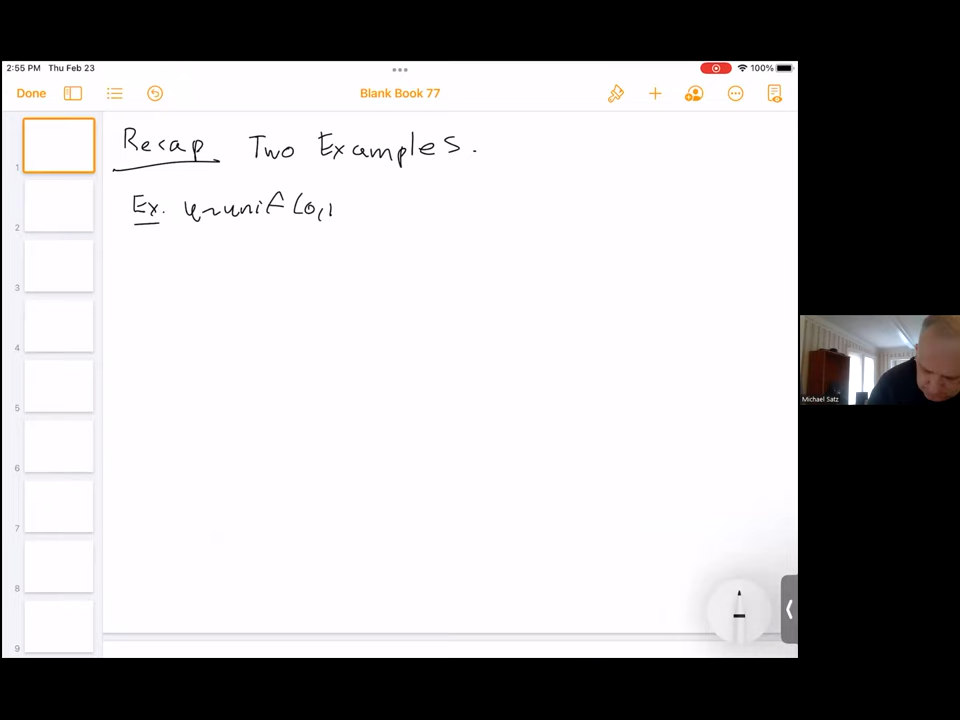 2:55 PM Thu Feb 23
100%
Done
Blank Book 77
Recap Two Examples.
Ex. Y~unif(0,1
1
2
3
4
5
6
7
8
9
Michael Satz